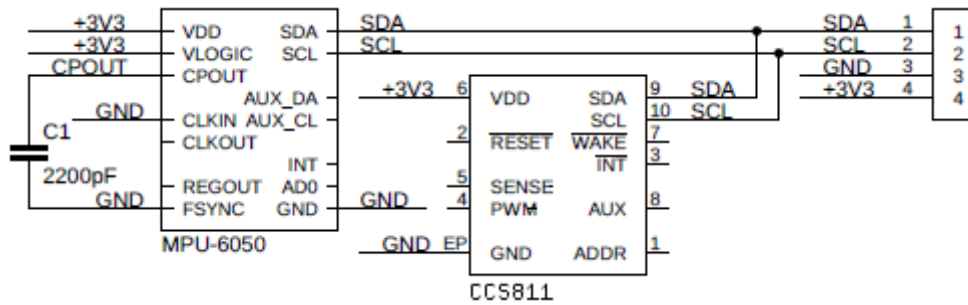 +3V3 VDD SDA SDA SDA 1 1
+3V3 VLOGIC SCL SCL SCL 2 2
CPOUT CPOUT GND 3 3
+3V3 6 VDD SDA 9 SDA +3V3 4 4
AUX_DA
GND CLKIN AUX_CL SCL 10 SCL
C1 CLKOUT 2 RESET WAKE 7
INT INT 3
2200pF REGOUT AD0 5 SENSE
GND FSYNC GND GND 4 PWM AUX 8
MPU-6050 GND EP GND ADDR 1
CCS811